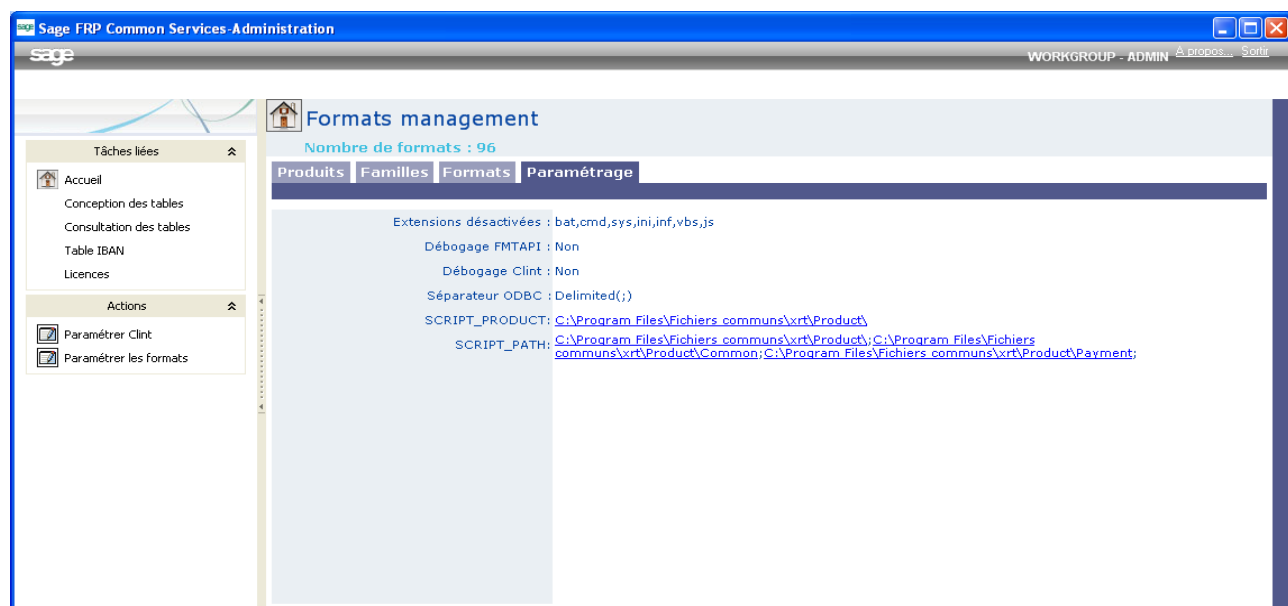 Sage FRP Common Services-Administration
sage
WORKGROUP - ADMIN A propos... Sortir
Formats management
Nombre de formats : 96
Produits Familles Formats Paramétrage
Tâches liées
Accueil
Conception des tables
Consultation des tables
Table IBAN
Licences
Actions
Paramétrer Clint
Paramétrer les formats
Extensions désactivées : bat,cmd,sys,ini,inf,vbs,js
Débogage FMTAPI : Non
Débogage Clint : Non
Séparateur ODBC : Delimited(;)
SCRIPT_PRODUCT: C:\Program Files\Fichiers communs\xrt\Product\
SCRIPT_PATH: C:\Program Files\Fichiers communs\xrt\Product\;C:\Program Files\Fichiers
communs\xrt\Product\Common;C:\Program Files\Fichiers communs\xrt\Product\Payment;